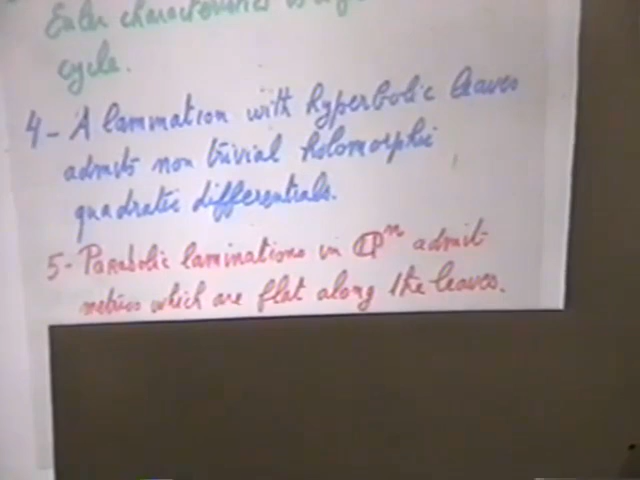 Euler characteristics
cycle.
4- A lamination with hyperbolic leaves
admits non trivial holomorphic
quadratic differentials.
5- Parabolic laminations in ℂℙⁿ admit
metrics which are flat along the leaves.